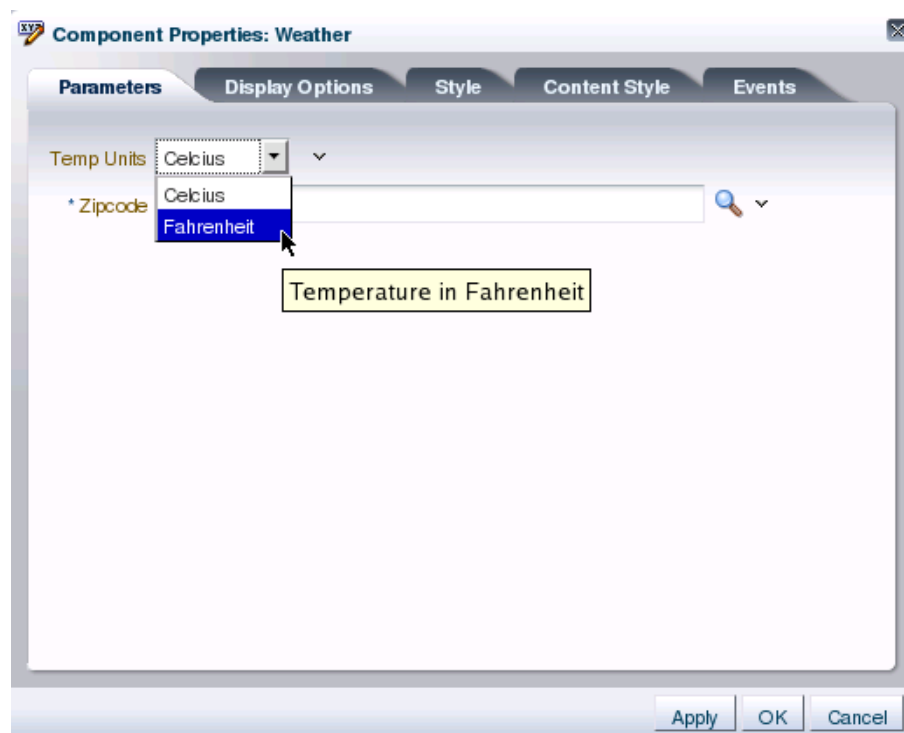 Component Properties: Weather
Parameters Display Options Style Content Style Events
Temp Units Celcius
Celcius
* Zipcode
Fahrenheit
Temperature in Fahrenheit
Apply OK Cancel